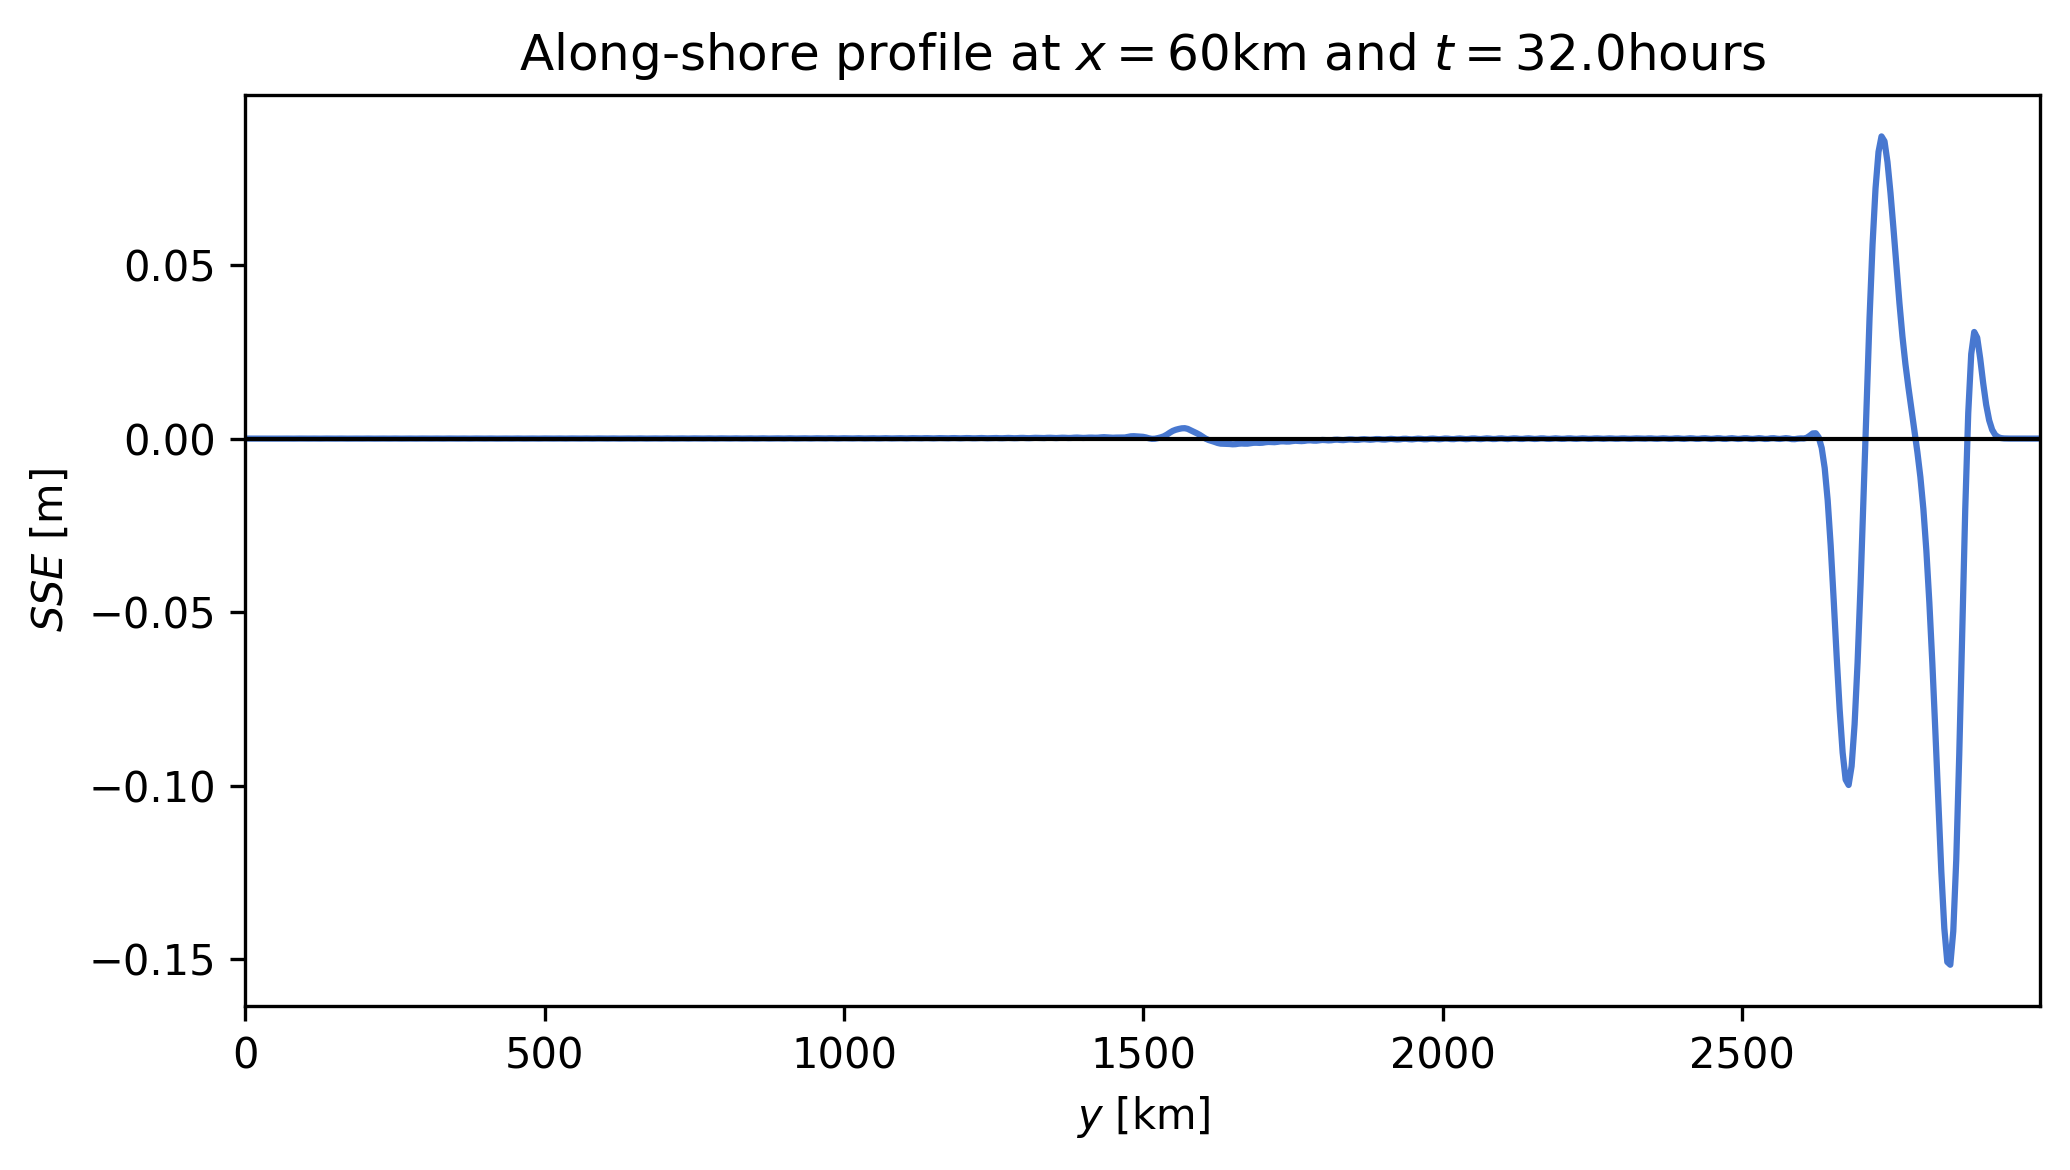 Along-shore profile at x = 60km and t = 32.0hours
0.05
0.00
−0.05
−0.10
−0.15
SSE [m]
0 500 1000 1500 2000 2500
y [km]